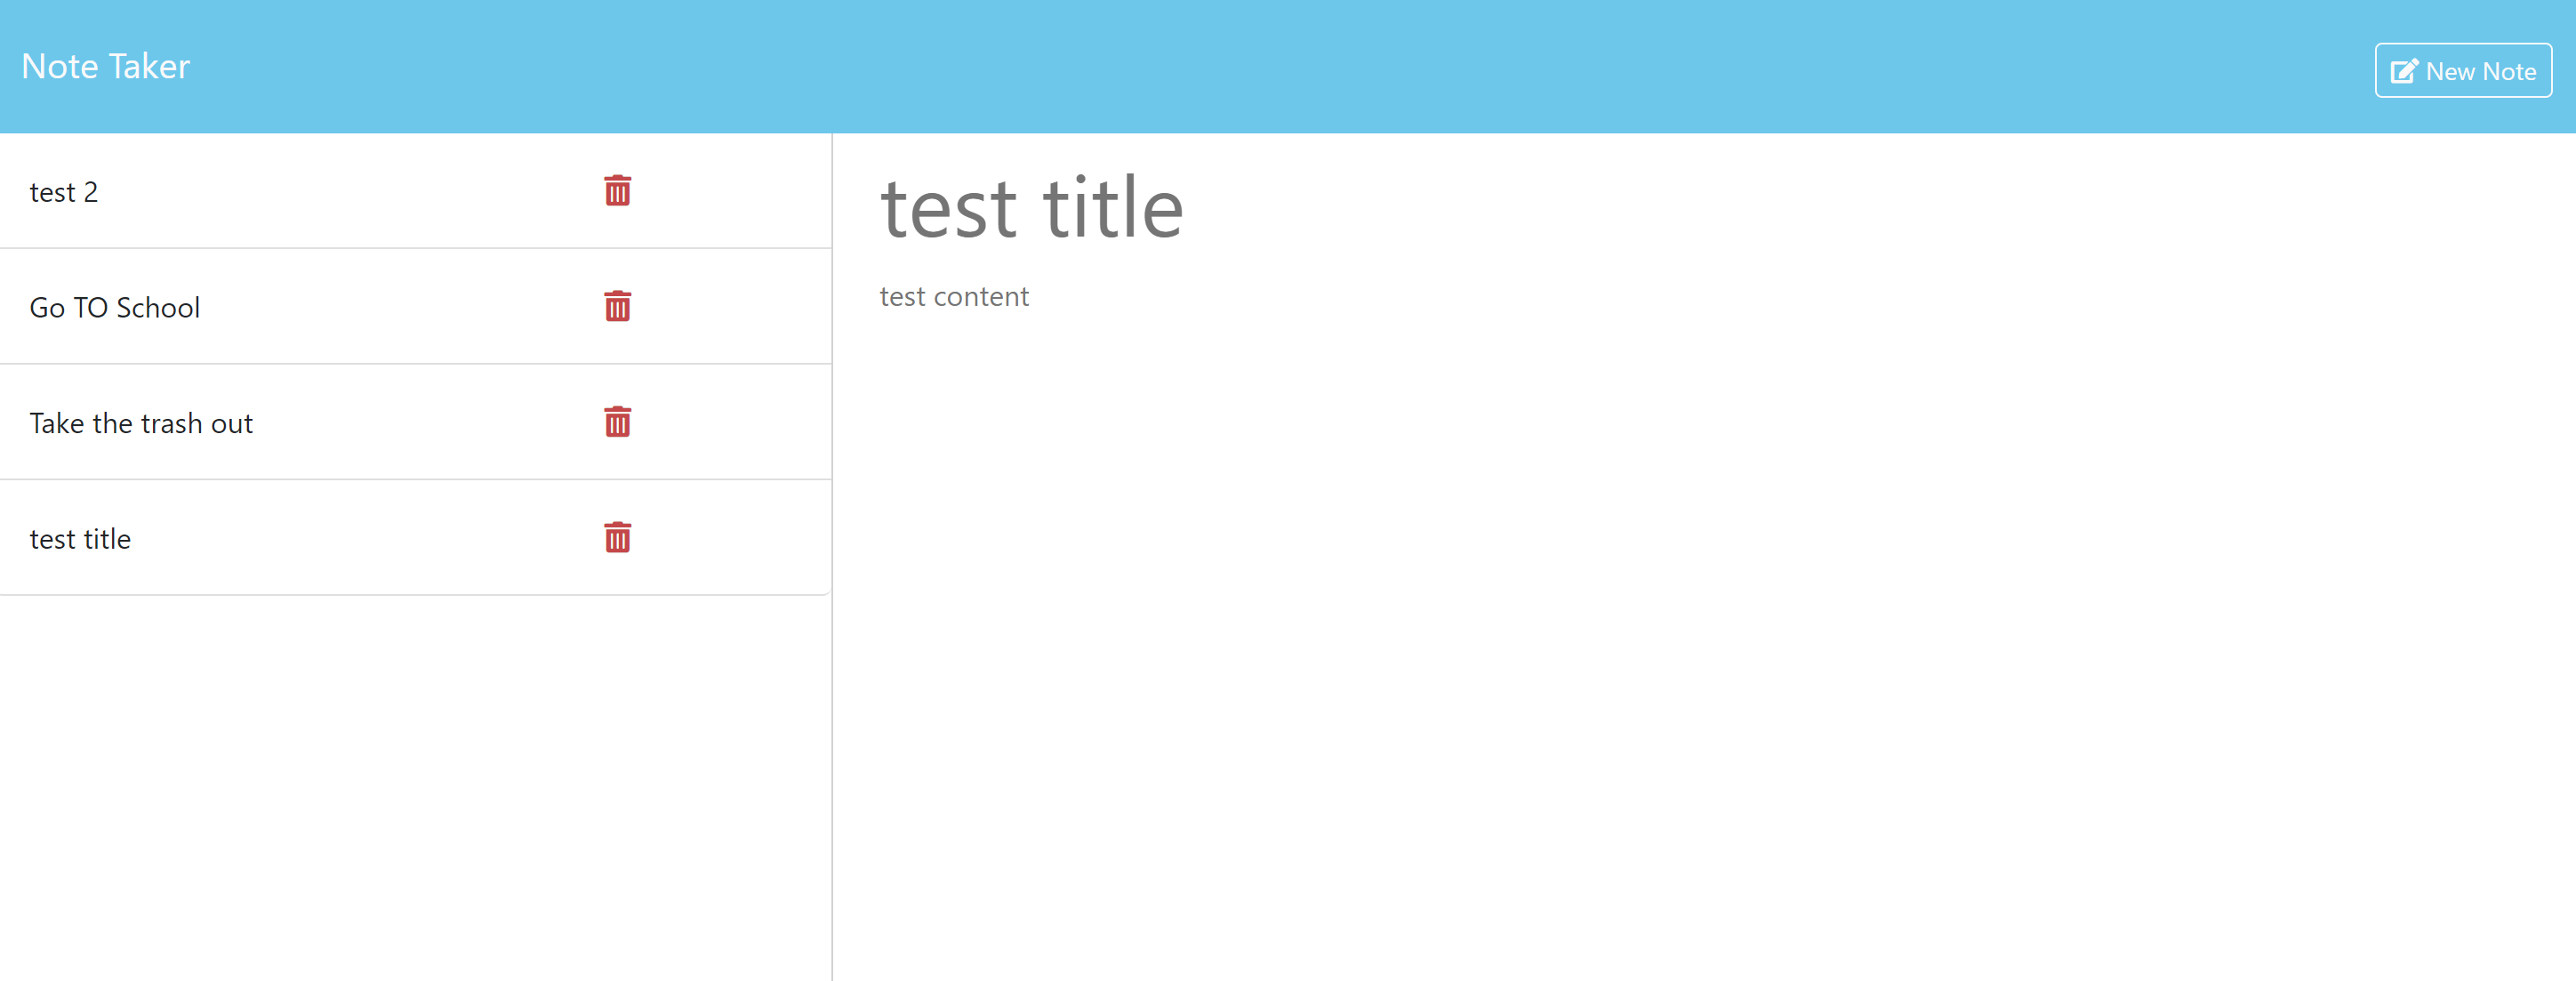 Note Taker
New Note
test 2
Go TO School
Take the trash out
test title
test title
test content